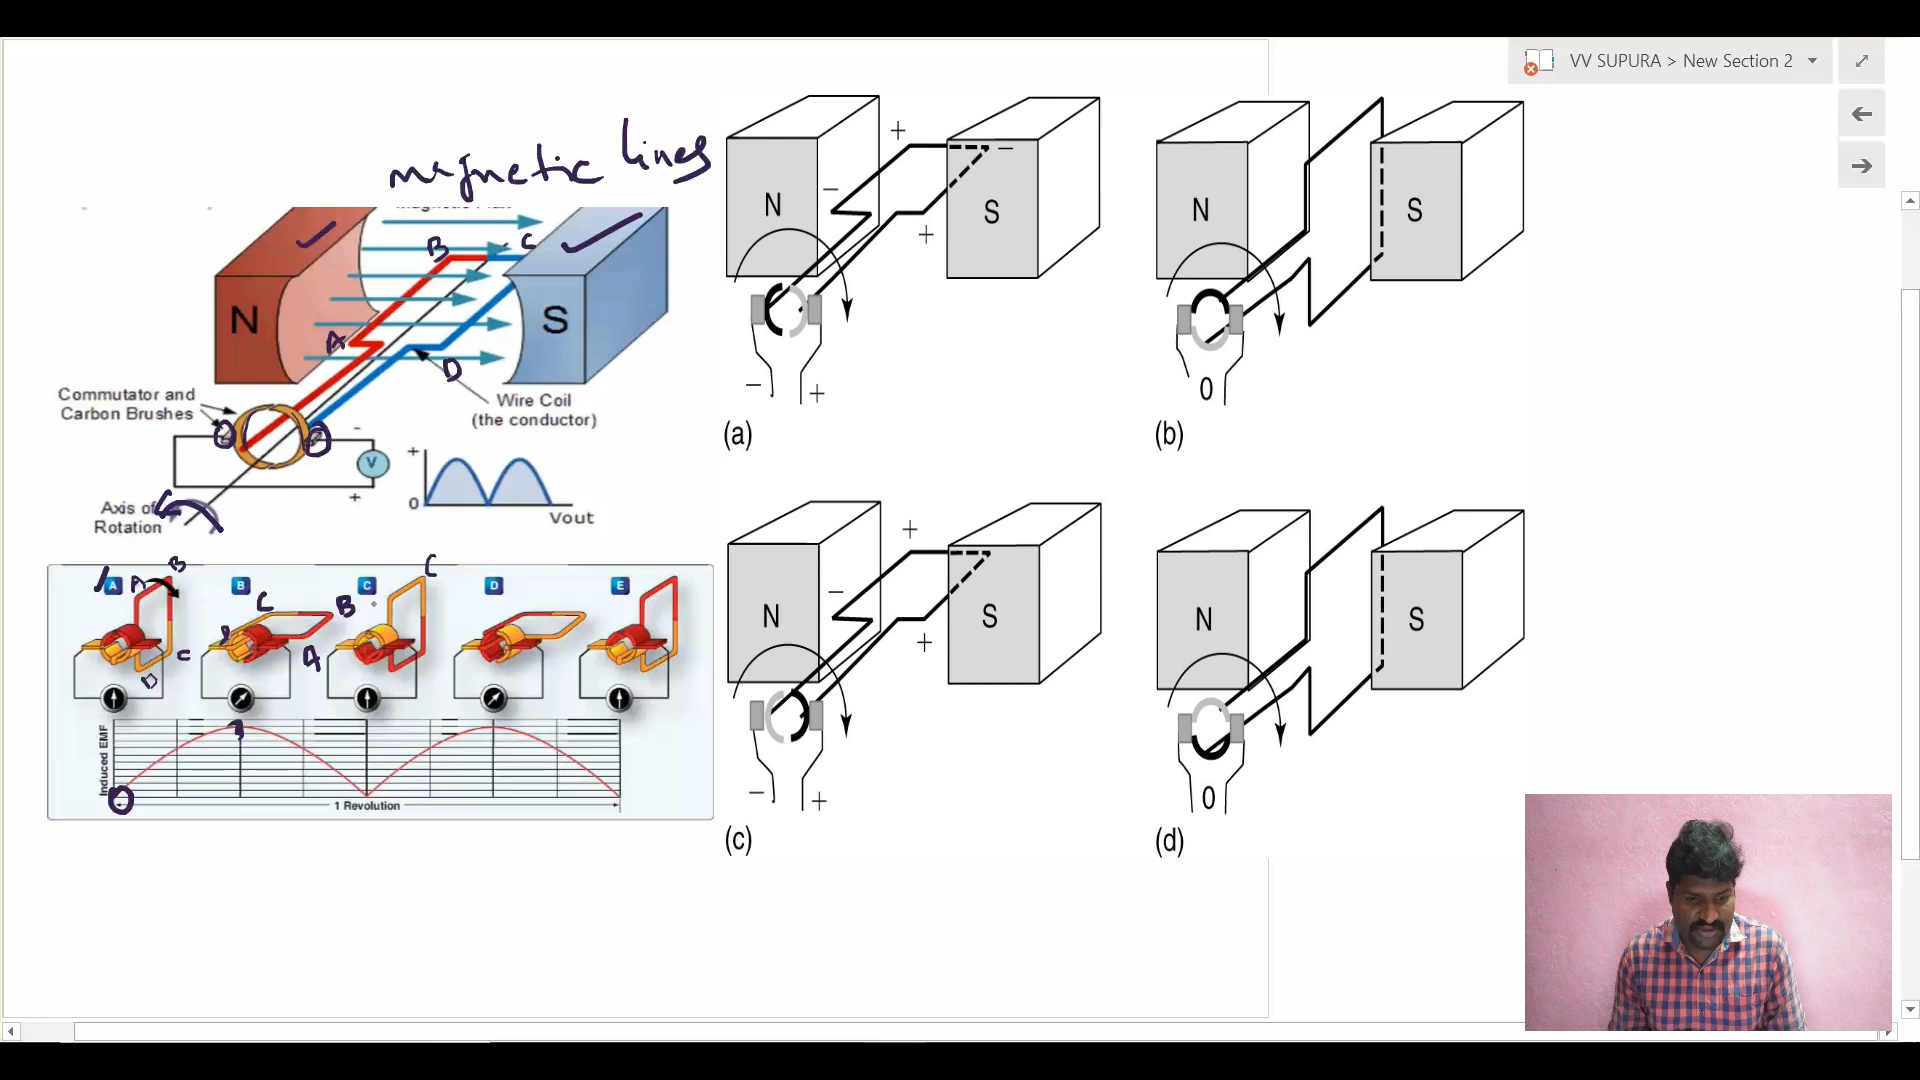 VV SUPURA > New Section 2
magnetic lines
N
S
A
B
C
D
Commutator and
Carbon Brushes
Wire Coil
(the conductor)
-
V
+
+
0
Vout
Axis of
Rotation
N
S
+
-
-
+
-
+
(a)
N
S
0
(b)
A
B
C
D
E
A
B
C
D
C
B
A
C
Induced EMF
1 Revolution
N
S
+
-
+
-
+
(c)
N
S
0
(d)